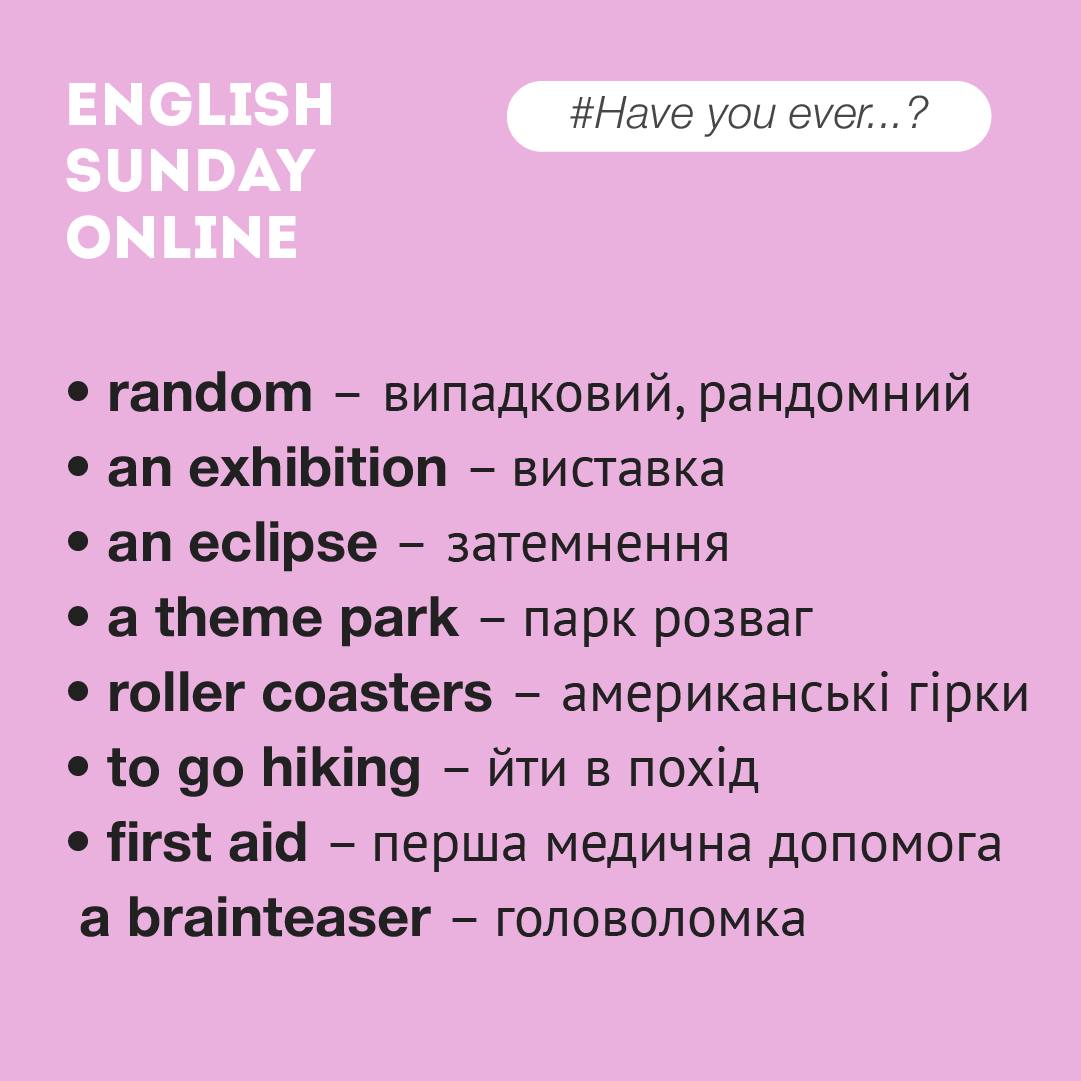 ENGLISH
SUNDAY
ONLINE
#Have you ever...?
• random – випадковий, рандомний
• an exhibition – виставка
• an eclipse – затемнення
• a theme park – парк розваг
• roller coasters – американські гірки
• to go hiking – йти в похід
• first aid – перша медична допомога
a brainteaser – головоломка